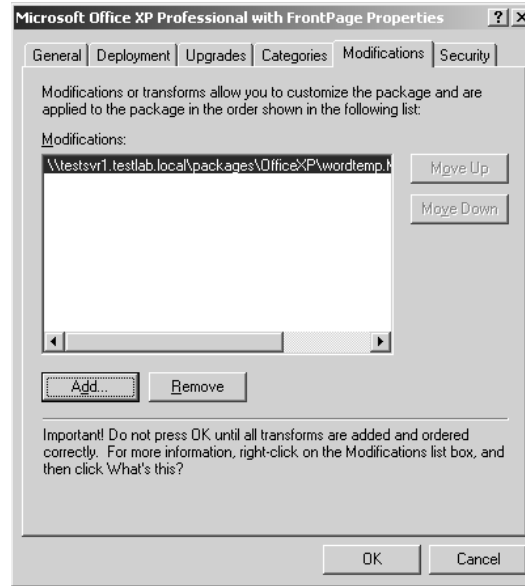 Microsoft Office XP Professional with FrontPage Properties
General Deployment Upgrades Categories Modifications Security
Modifications or transforms allow you to customize the package and are
applied to the package in the order shown in the following list:
Modifications:
\\testsvr1.testlab.local\packages\OfficeXP\wordtemp.M
Move Up
Move Down
Add...
Remove
Important! Do not press OK until all transforms are added and ordered
correctly. For more information, right-click on the Modifications list box, and
then click What's this?
OK
Cancel